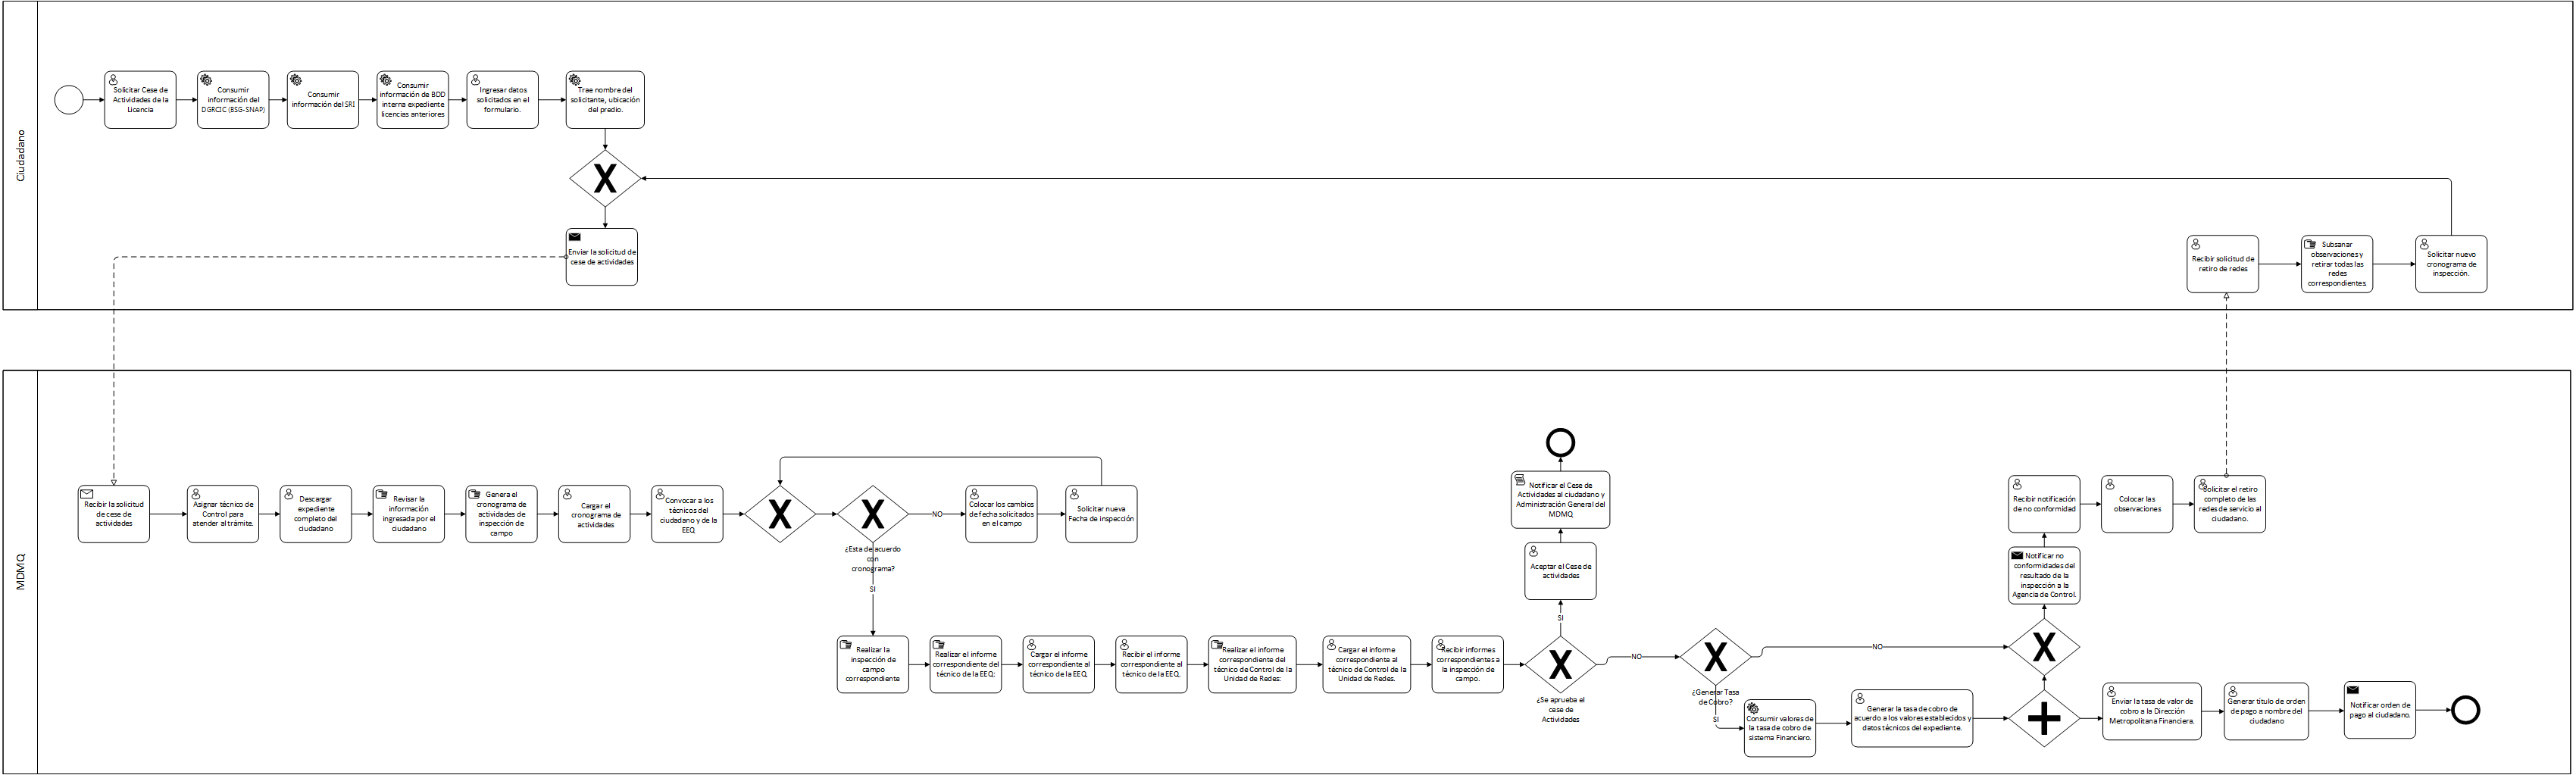 Ciudadano
Solicitar Cese de
Actividades de la
Licencia
Consumir
información del
DGRCIC (BSG-SNAP)
Consumir
información del SRI
Consumir
información de BDD
interna expediente
licencias anteriores
Ingresar datos
solicitados en el
formulario.
Trae nombre del
solicitante, ubicación
del predio.
X
Enviar la solicitud de
cese de actividades
Recibir solicitud de
retiro de redes
Subsanar
observaciones y
retirar todas las
redes
correspondientes
Solicitar nuevo
cronograma de
inspección.
MDMQ
Recibir la solicitud
de cese de
actividades
Asignar técnico de
Control para
atender al trámite.
Descargar
expediente
completo del
ciudadano
Revisar la
información
ingresada por el
ciudadano
Genera el
cronograma de
actividades de
inspección de
campo
Cargar el
cronograma de
actividades
Convocar a los
técnicos del
ciudadano y de la
EEQ
X
X
¿Esta de acuerdo
con
cronograma?
NO
Colocar los cambios
de fecha solicitados
en el campo
Solicitar nueva
Fecha de inspección
SI
Realizar la
inspección de
campo
correspondiente
Realizar el informe
correspondiente del
técnico de la EEQ;
Cargar el informe
correspondiente al
técnico de la EEQ.
Recibir el informe
correspondiente al
técnico de la EEQ.
Realizar el informe
correspondiente del
técnico de Control de la
Unidad de Redes:
Cargar el informe
correspondiente al
técnico de Control de la
Unidad de Redes.
Recibir informes
correspondientes a
la inspección de
campo.
X
¿Se aprueba el
cese de
Actividades
SI
Aceptar el Cese de
actividades
Notificar el Cese de
Actividades al ciudadano y
Administración General del
MDMQ
NO
X
¿Generar Tasa
de Cobro?
SI
Consumir valores de
la tasa de cobro de
sistema Financiero.
Generar la tasa de cobro de
acuerdo a los valores establecidos y
datos técnicos del expediente.
NO
X
Notificar no
conformidades del
resultado de la
inspección a la
Agencia de Control.
Recibir notificación
de no conformidad
Colocar las
observaciones
Solicitar el retiro
completo de las
redes de servicio al
ciudadano.
Enviar la tasa de valor de
cobro a la Dirección
Metropolitana Financiera.
Generar título de orden
de pago a nombre del
ciudadano
Notificar orden de
pago al ciudadano.